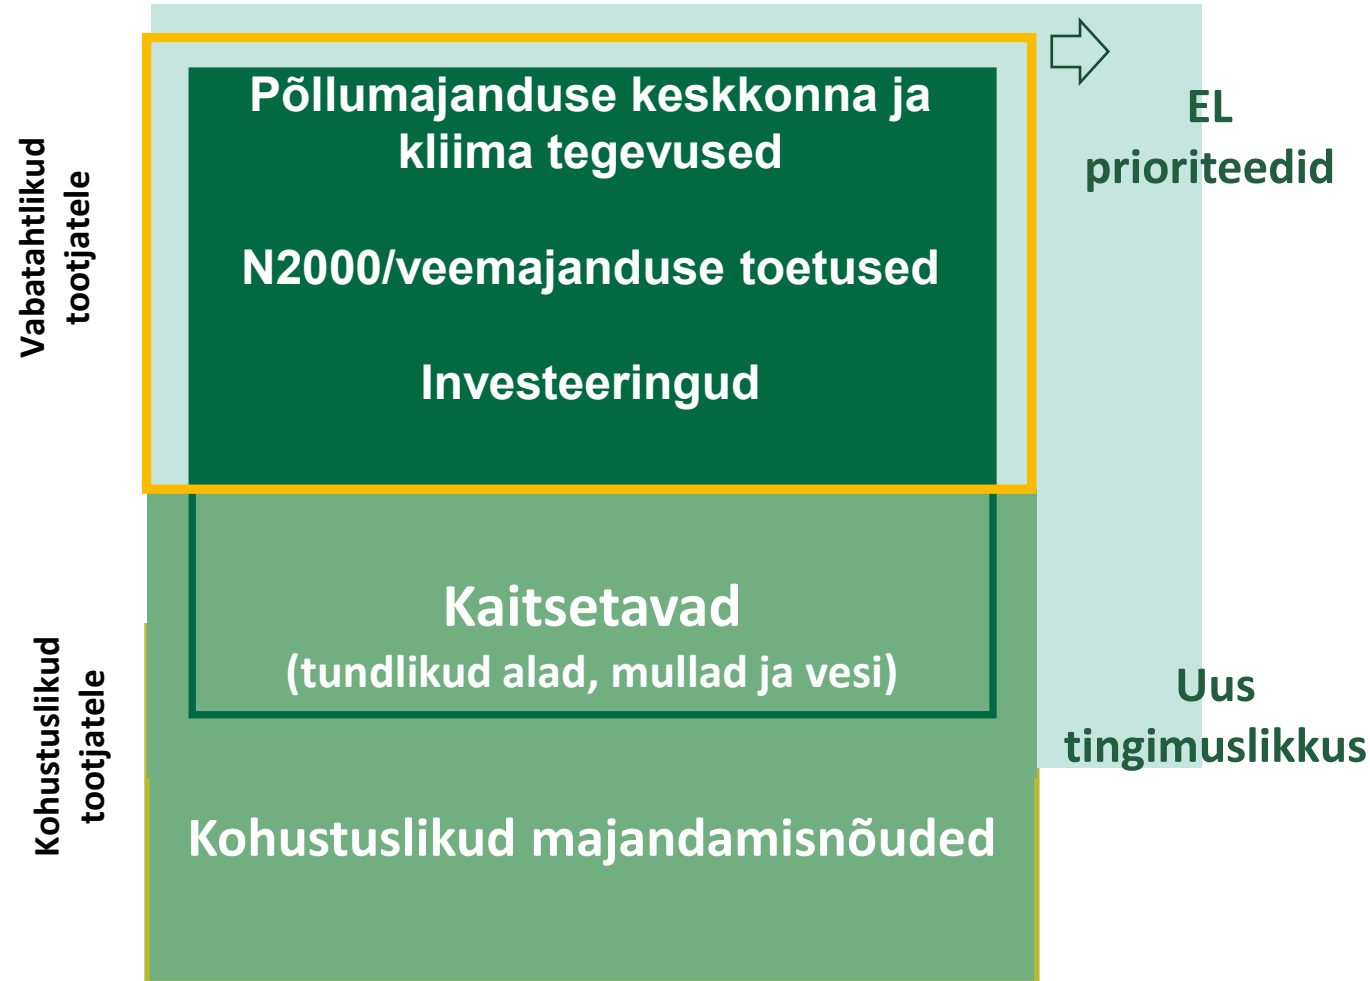 Põllumajanduse keskkonna ja
kliima tegevused
N2000/veemajanduse toetused
Investeeringud
EL
prioriteedid
Vabatahtlikud
tootjatele
Kaitsetavad
(tundlikud alad, mullad ja vesi)
Uus
tingimuslikkus
Kohustuslikud
tootjatele
Kohustuslikud majandamisnõuded